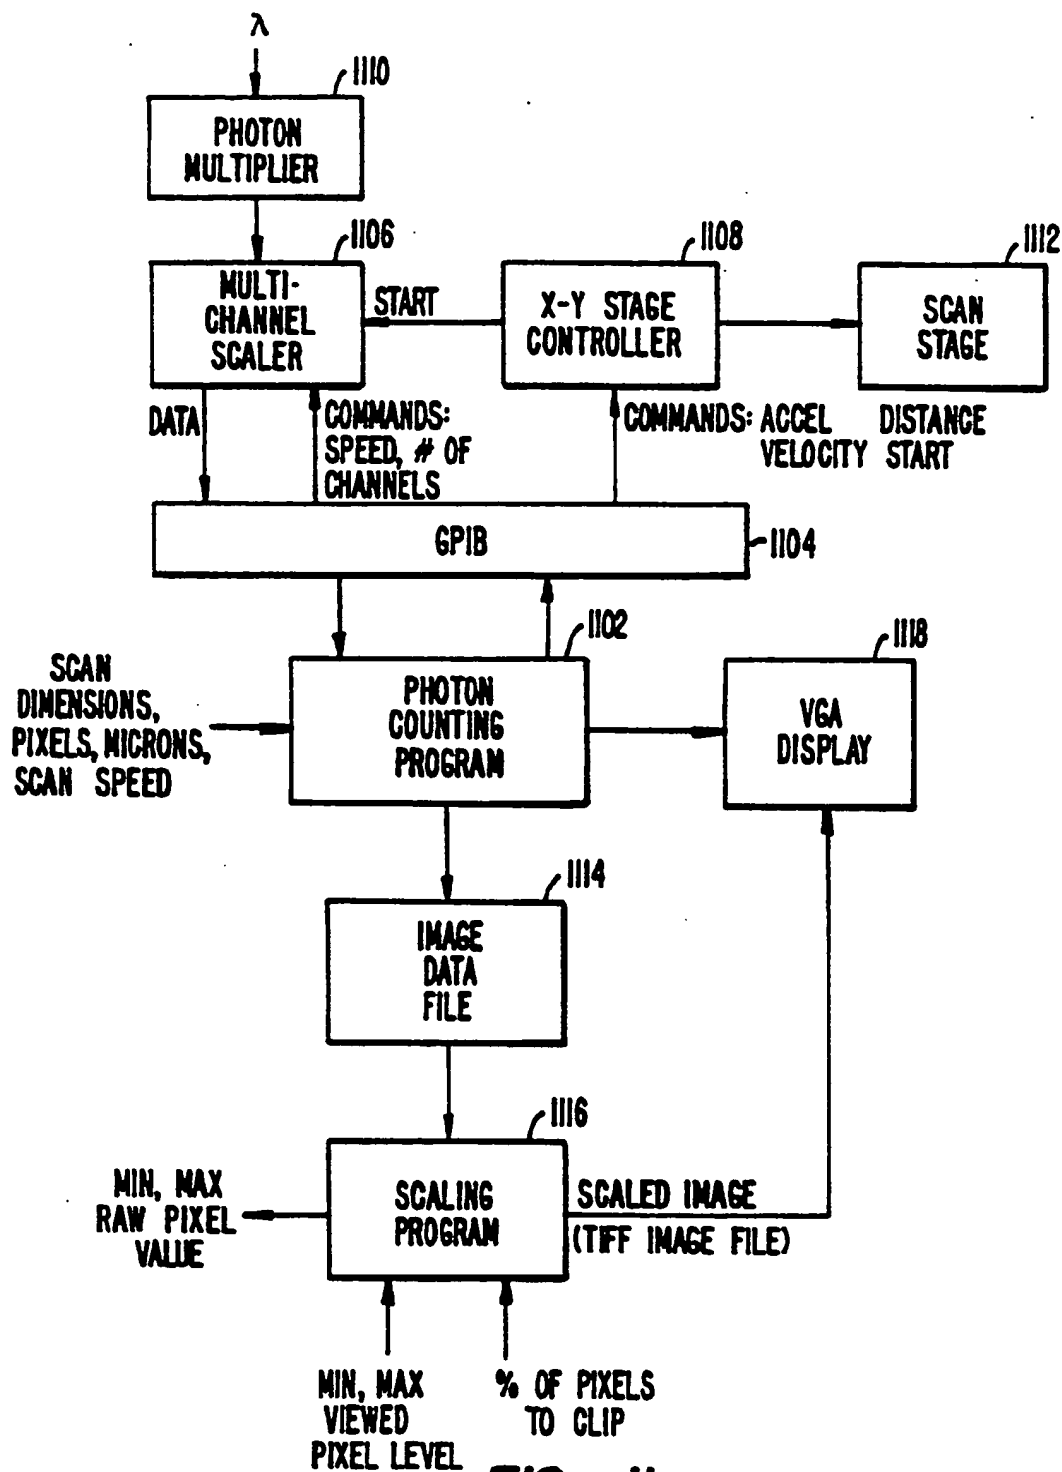 λ
1110
PHOTON
MULTIPLIER
1106
MULTI-
CHANNEL
SCALER
START
1108
X-Y STAGE
CONTROLLER
1112
SCAN
STAGE
DATA
COMMANDS:
SPEED, # OF
CHANNELS
COMMANDS: ACCEL DISTANCE
VELOCITY START
GPIB
1104
SCAN
DIMENSIONS,
PIXELS, MICRONS,
SCAN SPEED
1102
PHOTON
COUNTING
PROGRAM
1118
VGA
DISPLAY
1114
IMAGE
DATA
FILE
1116
SCALING
PROGRAM
MIN, MAX
RAW PIXEL
VALUE
SCALED IMAGE
(TIFF IMAGE FILE)
MIN, MAX
VIEWED
PIXEL LEVEL
% OF PIXELS
TO CLIP